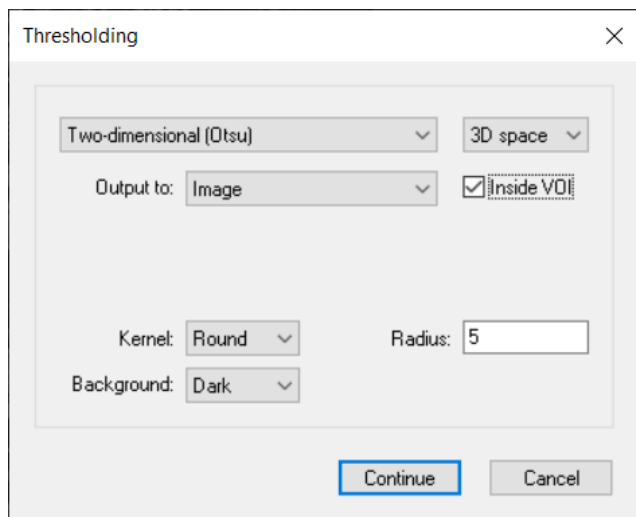 Thresholding
Two-dimensional (Otsu) 3D space
Output to: Image Inside VOI
Kernel: Round Radius: 5
Background: Dark
Continue Cancel